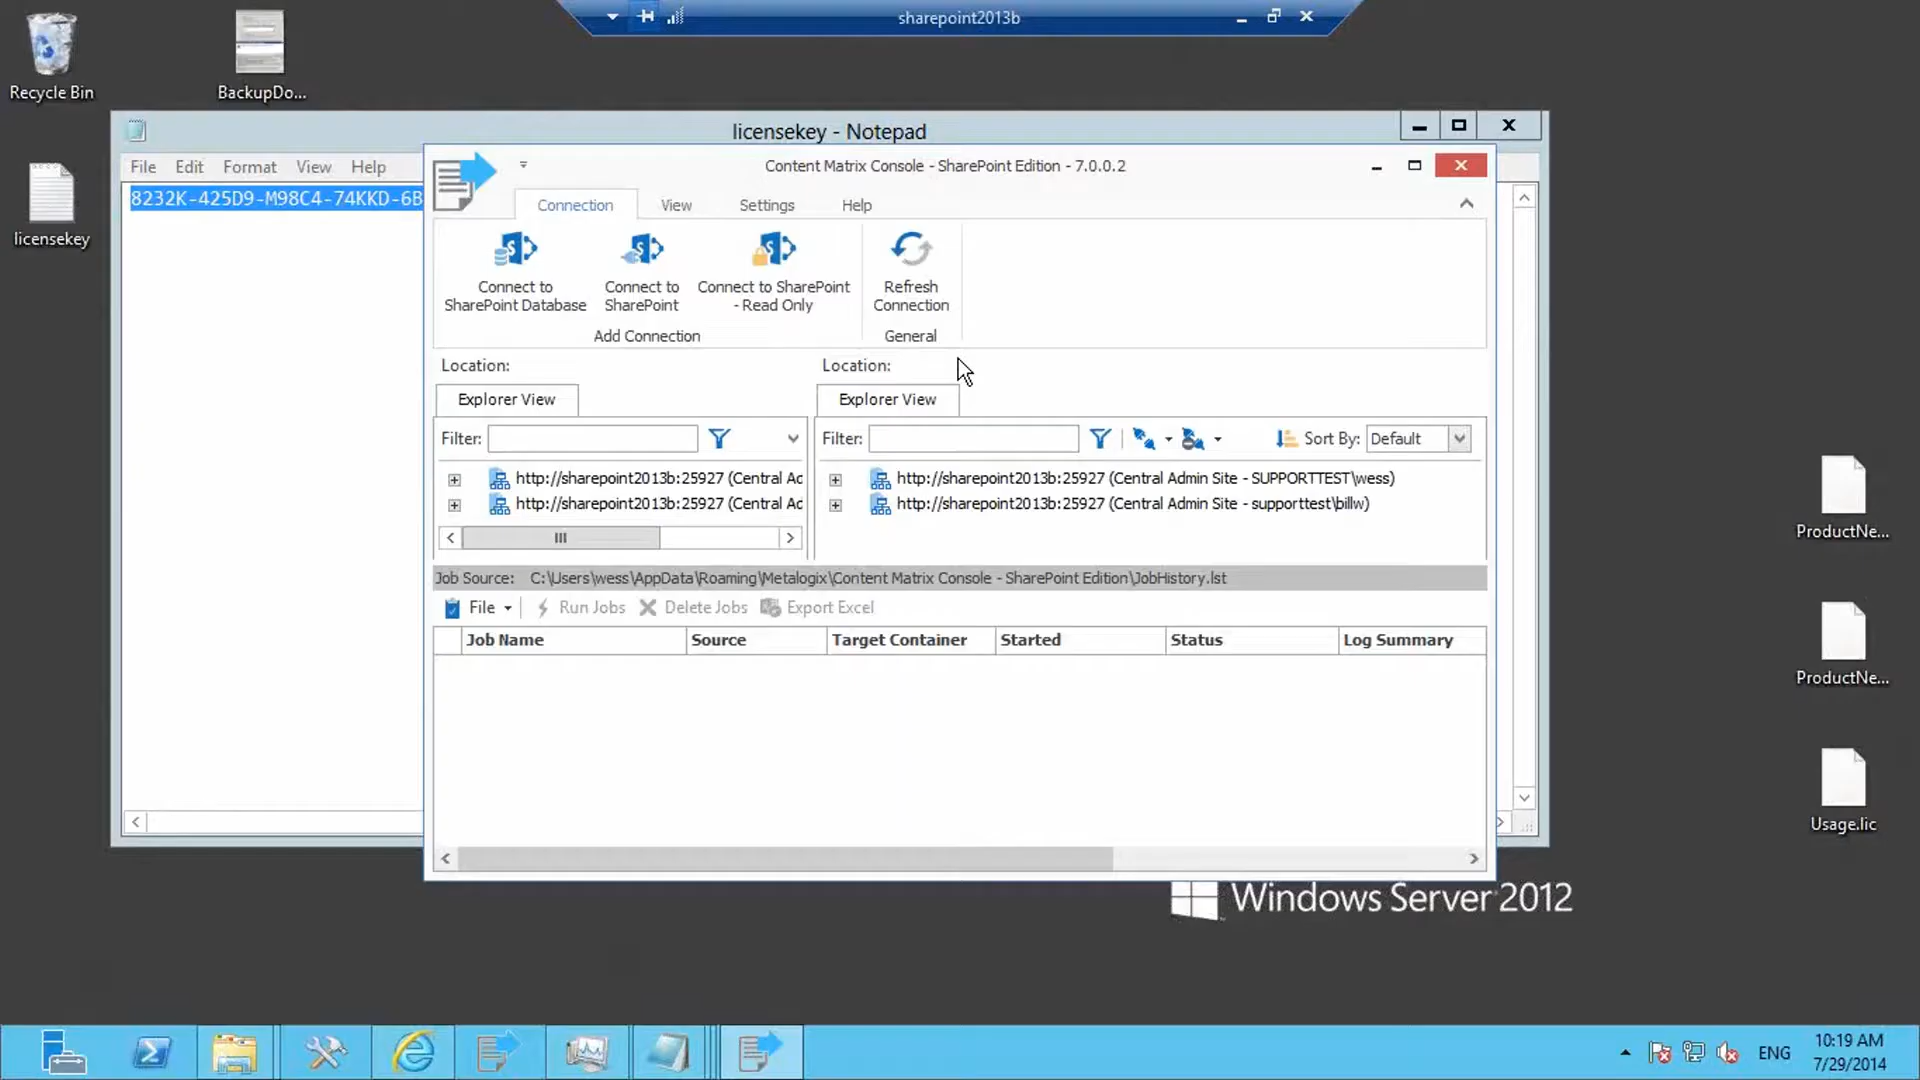 sharepoint2013b
Recycle Bin
BackupDo...
licensekey
licensekey - Notepad
File Edit Format View Help
8232K-425D9-M98C4-74KKD-6B
Content Matrix Console - SharePoint Edition - 7.0.0.2
Connection View Settings Help
Connect to
SharePoint Database
Connect to
SharePoint
Connect to SharePoint
- Read Only
Refresh
Connection
Add Connection
General
Location:
Location:
Explorer View
Explorer View
Filter:
Filter:
Sort By: Default
http://sharepoint2013b:25927 (Central Ad
http://sharepoint2013b:25927 (Central Ad
http://sharepoint2013b:25927 (Central Admin Site - SUPPORTTEST\wess)
http://sharepoint2013b:25927 (Central Admin Site - supporttest\billw)
Job Source: C:\Users\wess\AppData\Roaming\Metalogix\Content Matrix Console - SharePoint Edition\JobHistory.lst
File Run Jobs Delete Jobs Export Excel
Job Name Source Target Container Started Status Log Summary
ProductNe...
ProductNe...
Usage.lic
Windows Server 2012
ENG
10:19 AM
7/29/2014